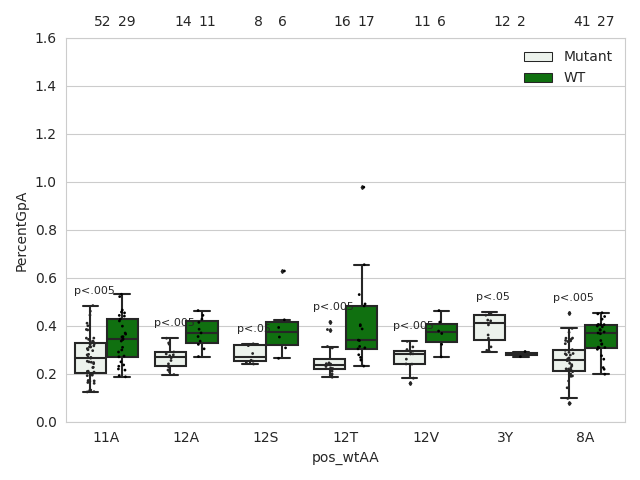 52 29 14 11 8 6 16 17 11 6 12 2 41 27
1.6
Mutant
WT
1.4
1.2
1.0
0.8
0.6
0.4
0.2
0.0
PercentGpA
p<.005
p<.005
p<.0
p<.005
p<.005
p<.05
p<.005
11A 12A 12S 12T 12V 3Y 8A
pos_wtAA